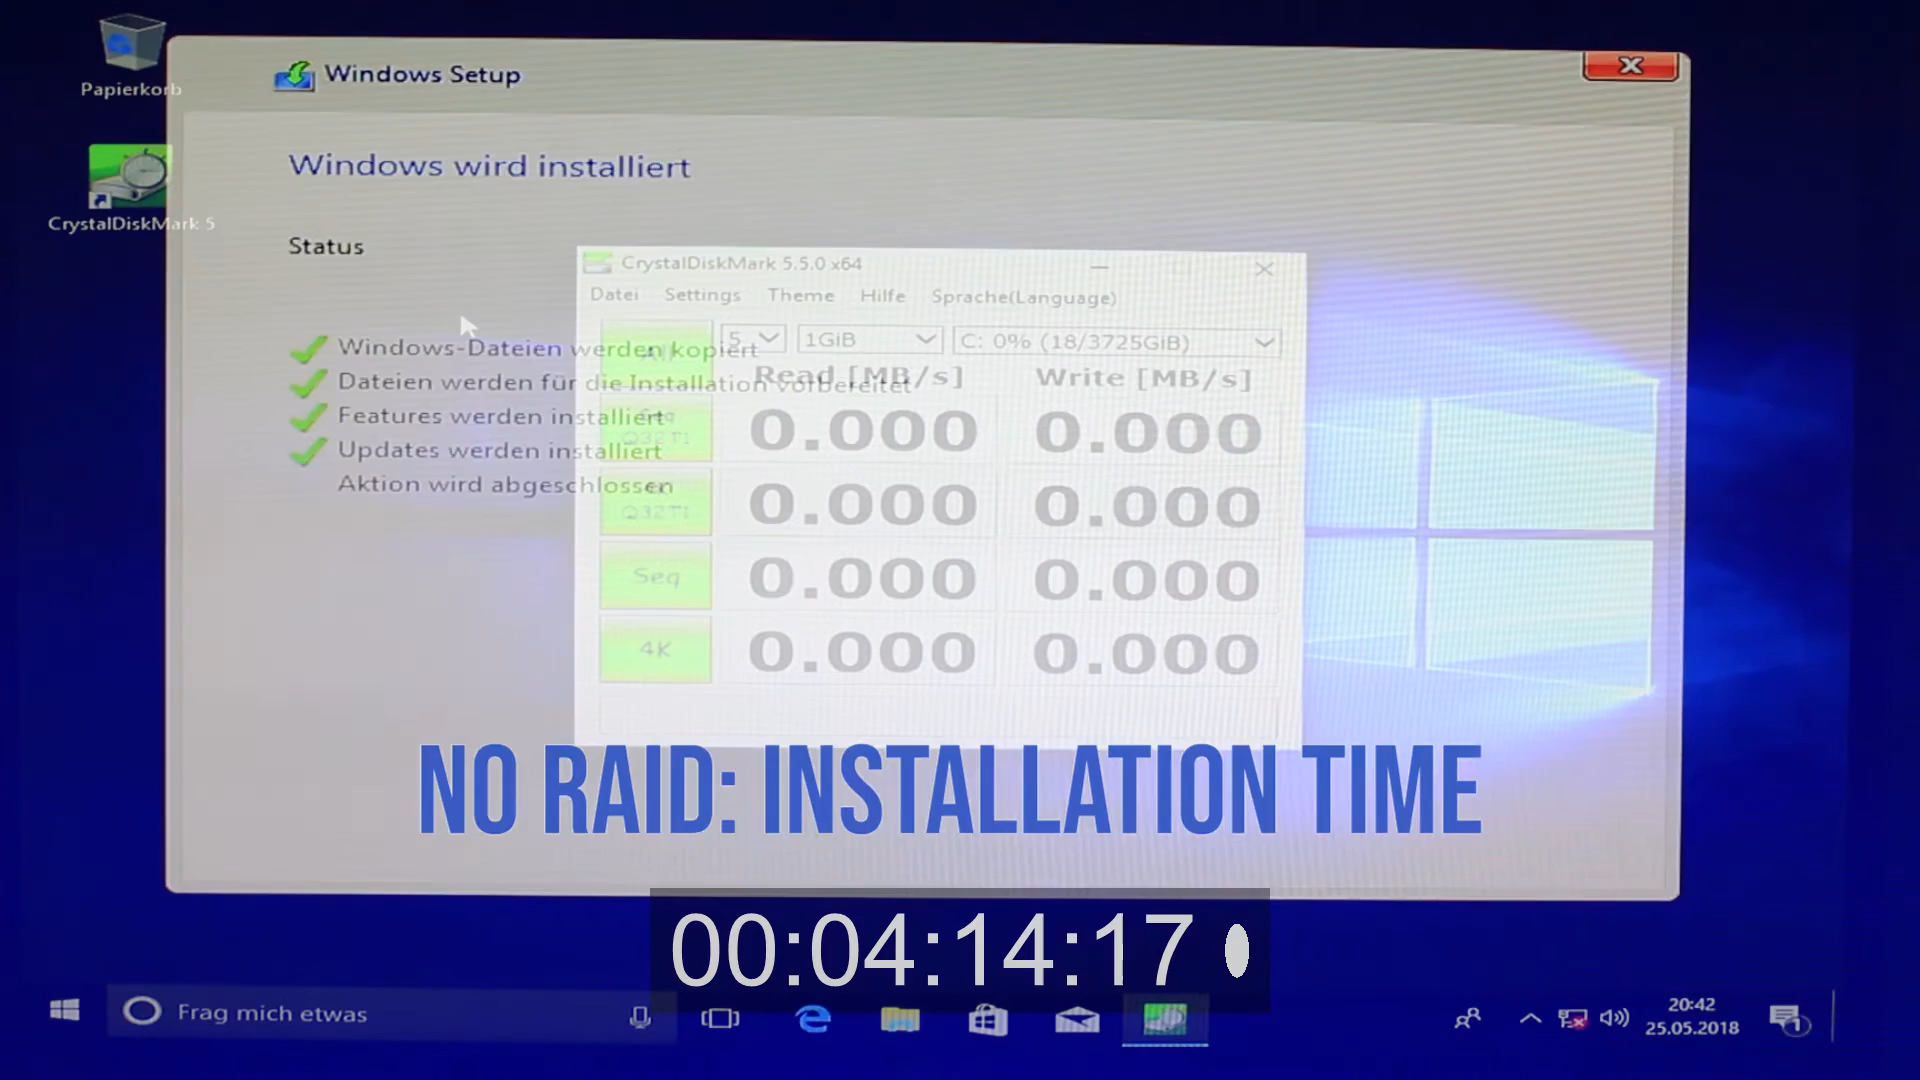 Papierkorb
CrystalDiskMark 5
Windows Setup
Windows wird installiert
Status
Windows-Dateien werden kopiert
Dateien werden für die Installation vorbereitet
Features werden installiert
Updates werden installiert
Aktion wird abgeschlossen
CrystalDiskMark 5.5.0 x64
Datei Settings Theme Hilfe Sprache(Language)
All 5 1GiB C: 0% (18/3725GiB)
Read [MB/s] Write [MB/s]
Q32T1 0.000 0.000
Q32T1 0.000 0.000
Seq 0.000 0.000
4K 0.000 0.000
NO RAID: INSTALLATION TIME
00:04:14:17
Frag mich etwas
20:42
25.05.2018
1